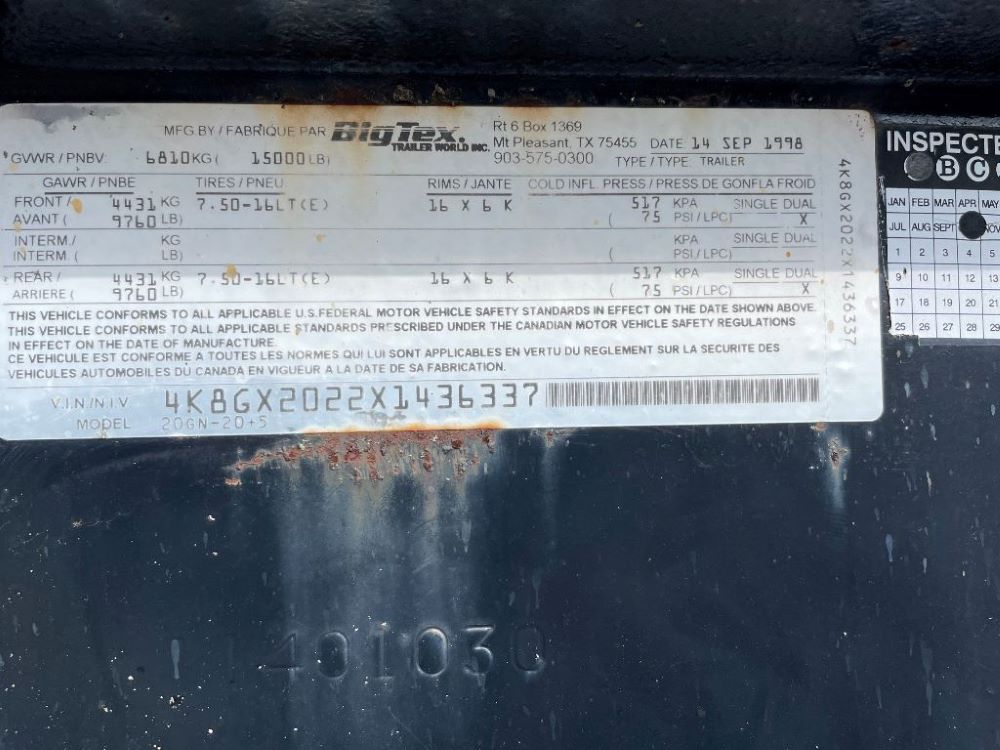 MFG BY / FABRIQUE PAR BigTex. TRAILER WORLD INC.
Rt 6 Box 1369
Mt Pleasant, TX 75455 DATE 14 SEP 1998
903-575-0300 TYPE / TYPE: TRAILER
GVWR / PNBV: 6810 KG ( 15000 LB)
GAWR / PNBE TIRES / PNEU RIMS / JANTE COLD INFL. PRESS / PRESS DE GONFLA FROID
FRONT / 4431 KG 7.50-16LT(E) 16 X 6 K 517 KPA SINGLE DUAL
AVANT ( 9760 LB) ( 75 PSI / LPC) X
INTERM. / KG KPA SINGLE DUAL
INTERM. ( LB) ( PSI / LPC)
REAR / 4431 KG 7.50-16LT(E) 16 X 6 K 517 KPA SINGLE DUAL
ARRIERE ( 9760 LB) ( 75 PSI / LPC) X
THIS VEHICLE CONFORMS TO ALL APPLICABLE U.S.FEDERAL MOTOR VEHICLE SAFETY STANDARDS IN EFFECT ON THE DATE SHOWN ABOVE.
THIS VEHICLE CONFORMS TO ALL APPLICABLE STANDARDS PRESCRIBED UNDER THE CANADIAN MOTOR VEHICLE SAFETY REGULATIONS
IN EFFECT ON THE DATE OF MANUFACTURE.
CE VEHICULE EST CONFORME A TOUTES LES NORMES QUI LUI SONT APPLICABLES EN VERTU DU REGLEMENT SUR LA SECURITE DES
VEHICULES AUTOMOBILES DU CANADA EN VIGUEUR A LA DATE DE SA FABRICATION.
V.I.N./N.I.V. 4K8GX2022X1436337
MODEL 20GN-20+5
4K8GX2022X1436337
INSPECTE
B C
JAN FEB MAR APR MAY
JUL AUG SEPT NOV
1 2 3 4 5
9 10 11 12 13
17 18 19 20 21
25 26 27 28 29
401030